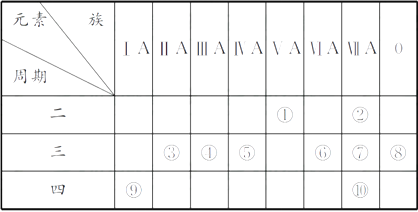 元素 族
周期
ⅠA ⅡA ⅢA ⅣA ⅤA ⅥA ⅦA 0
二 ① ②
三 ③ ④ ⑤ ⑥ ⑦ ⑧
四 ⑨ ⑩